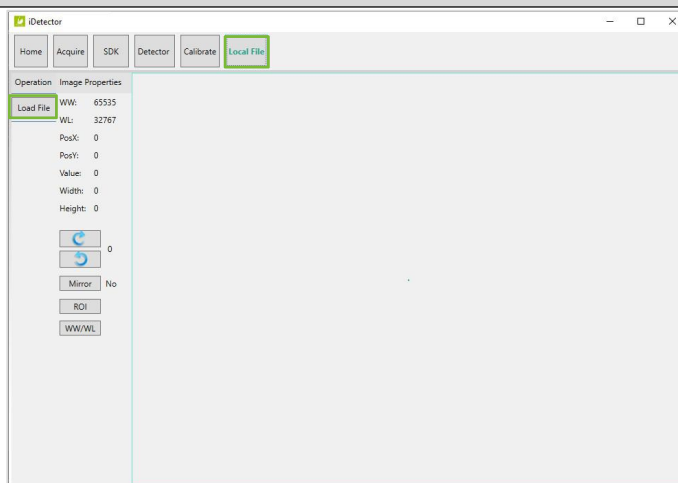 iDetector
Home Acquire SDK Detector Calibrate Local File
Operation Image Properties
Load File
WW: 65535
WL: 32767
PosX: 0
PosY: 0
Value: 0
Width: 0
Height: 0
0
Mirror No
ROI
WW/WL